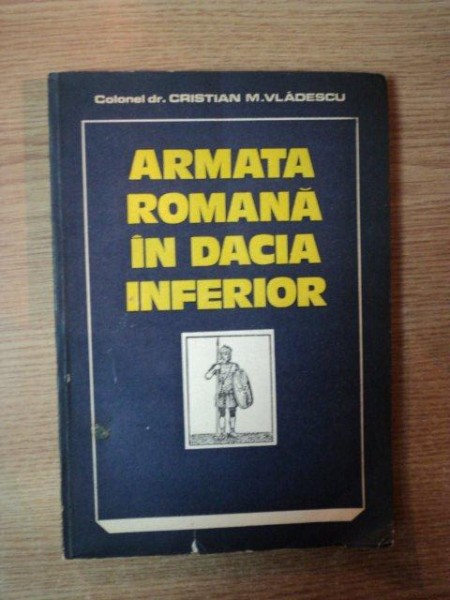 Colonel dr. CRISTIAN M.VLĂDESCU
ARMATA
ROMANĂ
ÎN DACIA
INFERIOR